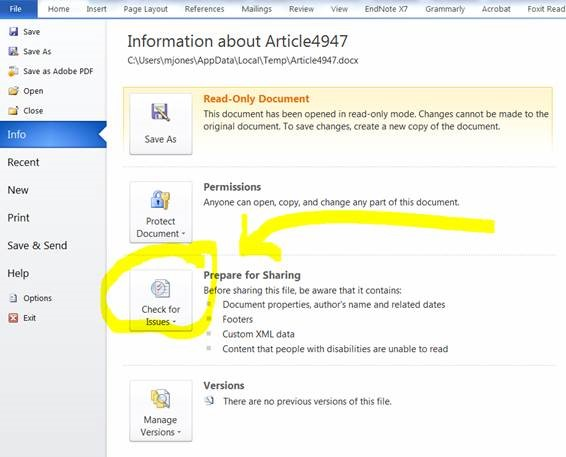 File Home Insert Page Layout References Mailings Review View EndNote X7 Grammarly Acrobat Foxit Read
Save
Save As
Save as Adobe PDF
Open
Close
Info
Recent
New
Print
Save & Send
Help
Options
Exit
Information about Article4947
C:\Users\mjones\AppData\Local\Temp\Article4947.docx
Save As
Read-Only Document
This document has been opened in read-only mode. Changes cannot be made to the
original document. To save changes, create a new copy of the document.
Protect
Document
Permissions
Anyone can open, copy, and change any part of this document.
Check for
Issues
Prepare for Sharing
Before sharing this file, be aware that it contains:
Document properties, author's name and related dates
Footers
Custom XML data
Content that people with disabilities are unable to read
Manage
Versions
Versions
There are no previous versions of this file.